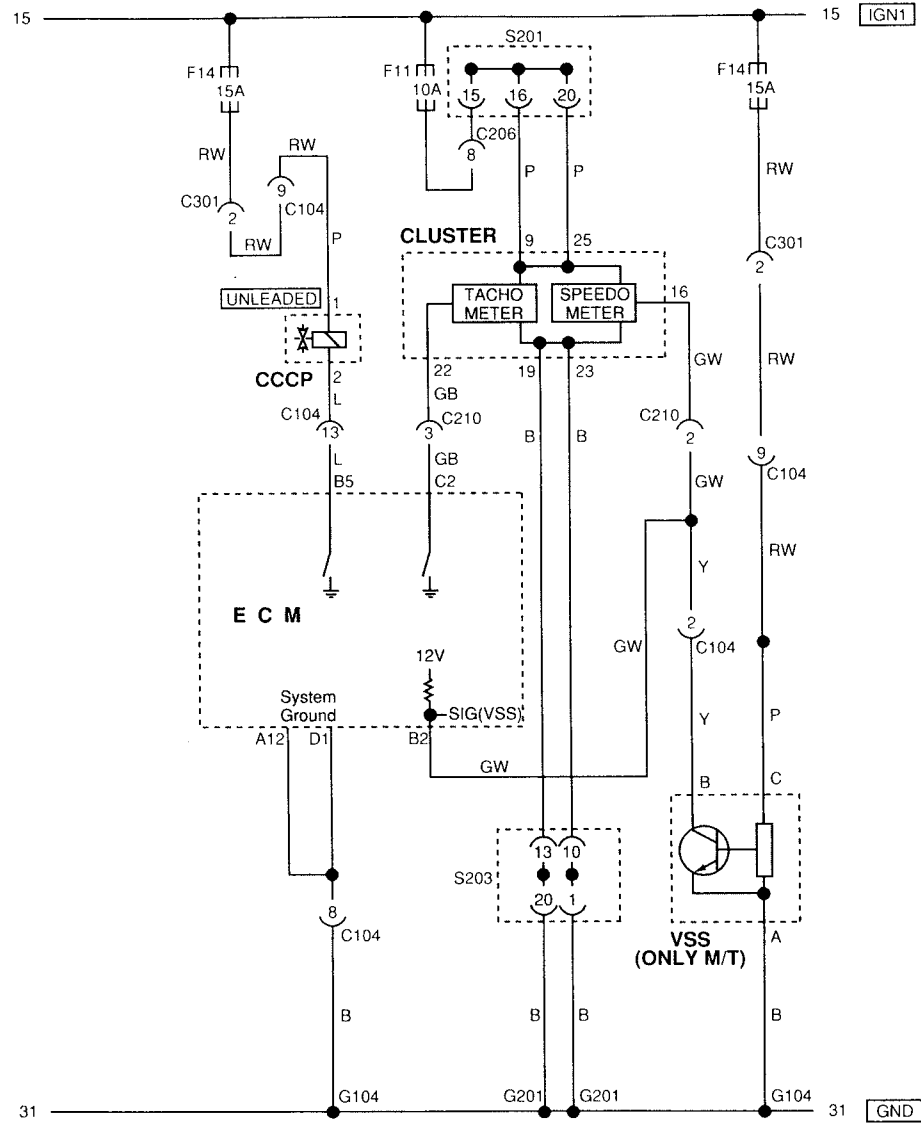 15
15
IGN1
S201
F14
15A
F11
10A
15
16
20
F14
15A
C206
8
RW
RW
9
C104
C301
2
RW
P
P
P
RW
CLUSTER
9
25
C301
2
UNLEADED
1
TACHO
METER
SPEEDO
METER
16
CCCP
2
22
19
23
GW
RW
L
GB
C104
13
C210
3
B
B
C210
2
9
C104
L
GB
GW
B5
C2
RW
Y
E C M
2
C104
GW
12V
System
Ground
SIG(VSS)
Y
P
A12
D1
B2
GW
B
C
13
10
S203
20
1
8
C104
VSS
(ONLY M/T)
A
B
B
B
B
31
G104
G201
G201
G104
31
GND